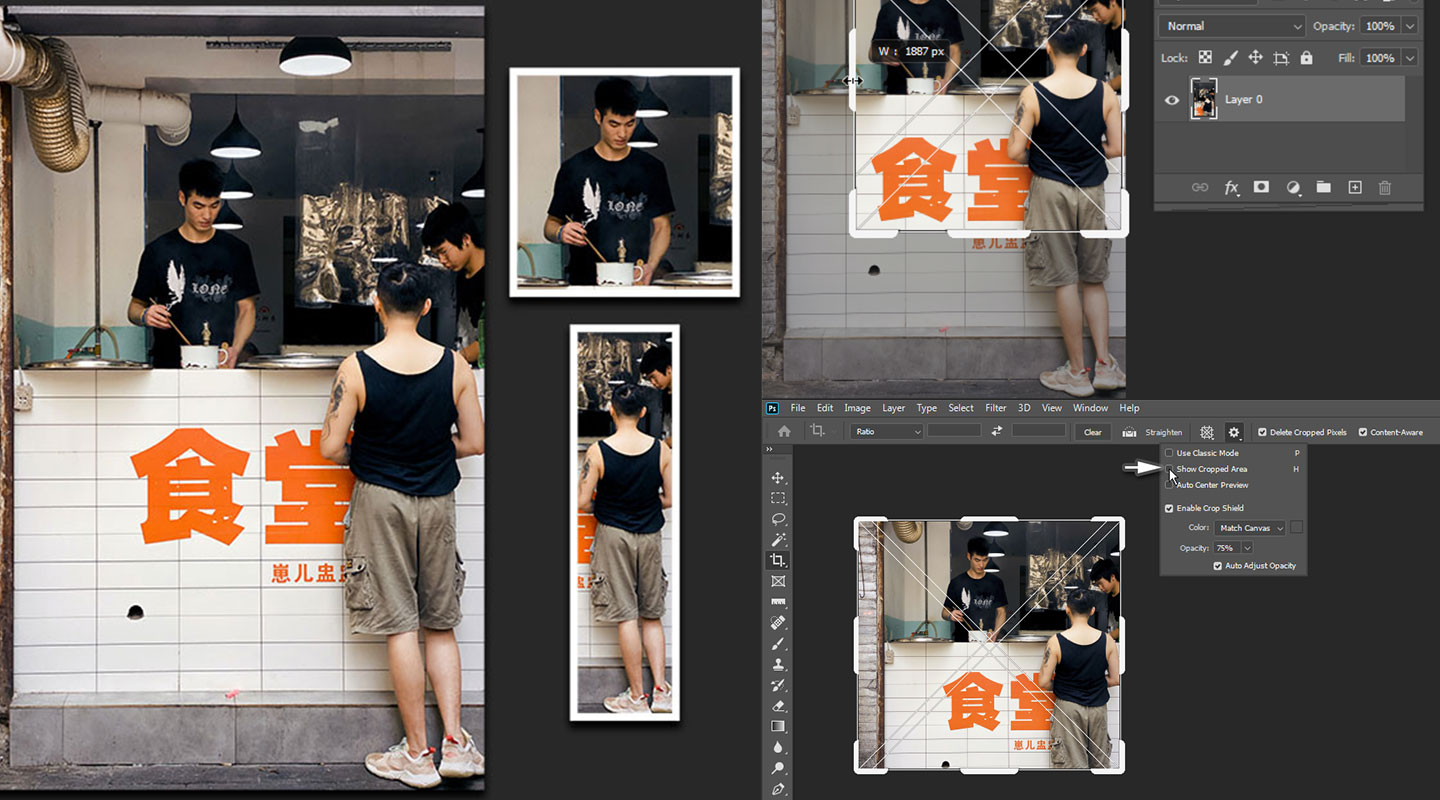 LONE
食堂
崽儿盅
LONE
W : 1887 px
食堂
崽儿盅
Normal
Opacity: 100%
Lock:
Fill: 100%
Layer 0
fx
Ps File Edit Image Layer Type Select Filter 3D View Window Help
Ratio
Clear
Straighten
Delete Cropped Pixels
Content-Aware
Use Classic Mode P
Show Cropped Area H
Auto Center Preview
Enable Crop Shield
Color: Match Canvas
Opacity: 75%
Auto Adjust Opacity
食堂
崽儿盅